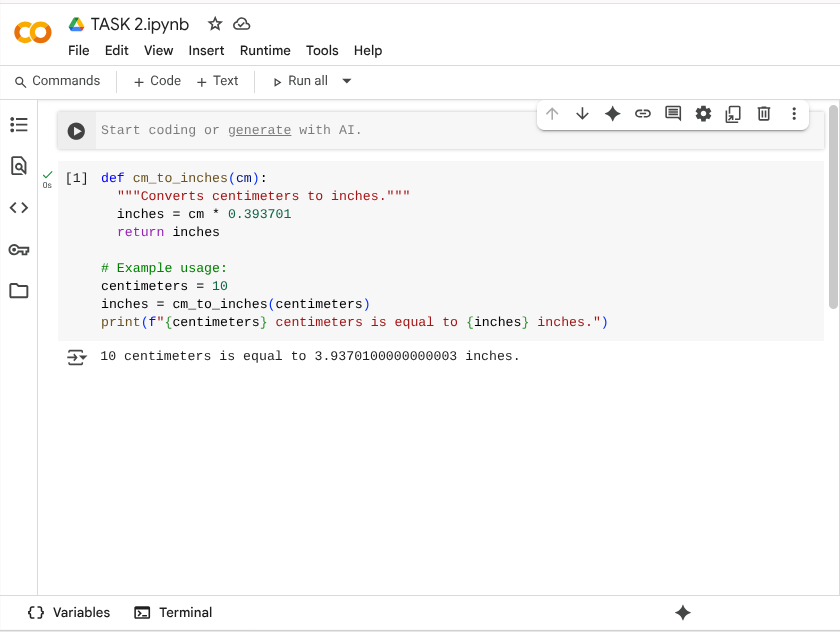 TASK 2.ipynb
File Edit View Insert Runtime Tools Help
Commands + Code + Text Run all
Start coding or generate with AI.
0s
[1] def cm_to_inches(cm):
"""Converts centimeters to inches."""
inches = cm * 0.393701
return inches
# Example usage:
centimeters = 10
inches = cm_to_inches(centimeters)
print(f"{centimeters} centimeters is equal to {inches} inches.")
10 centimeters is equal to 3.9370100000000003 inches.
Variables Terminal